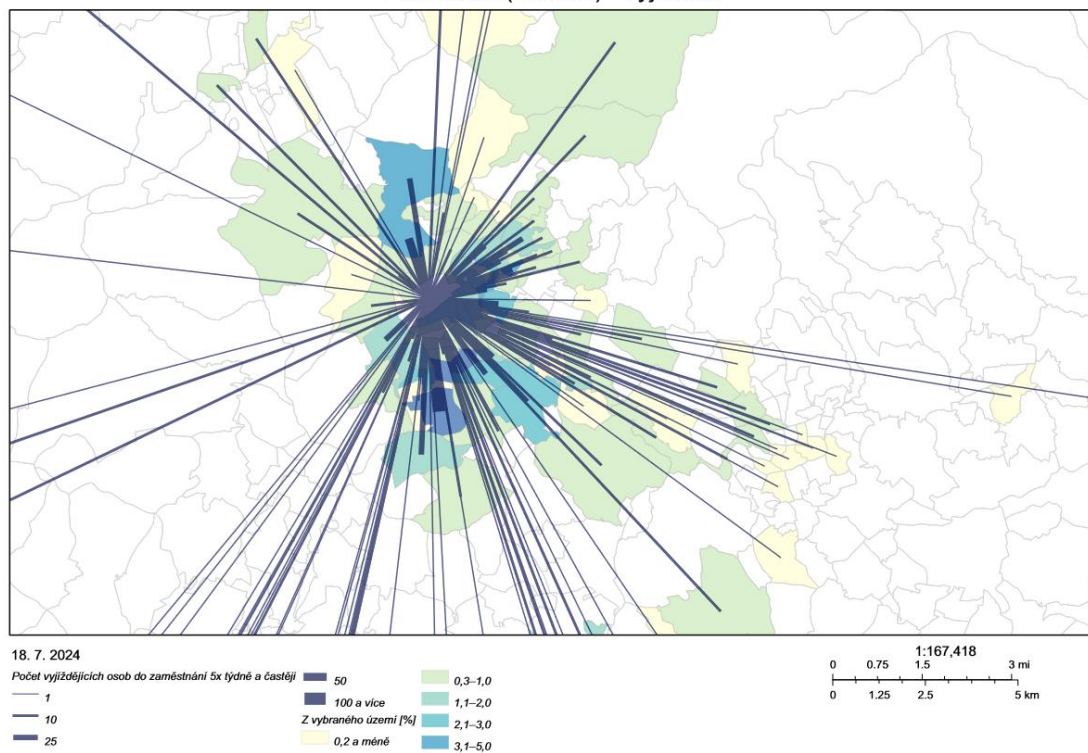 18. 7. 2024
Počet vyjíždějících osob do zaměstnání 5x týdně a častěji
1
10
25
50
100 a více
Z vybraného území [%]
0,2 a méně
0,3–1,0
1,1–2,0
2,1–3,0
3,1–5,0
1:167,418
0 0.75 1.5 3 mi
0 1.25 2.5 5 km